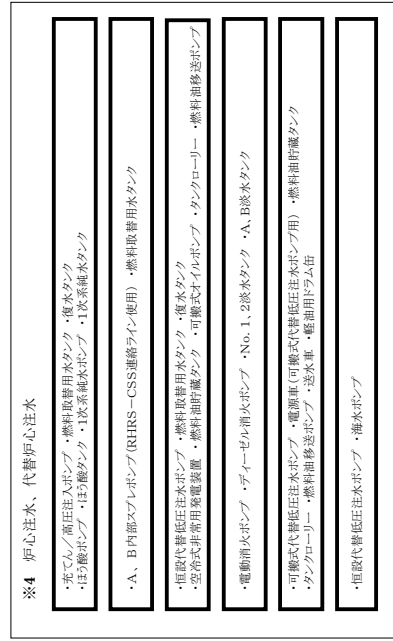 ※4　炉心注水、代替炉心注水
・充てん／高圧注入ポンプ ・燃料取替用水タンク ・復水タンク
・ほう酸ポンプ ・ほう酸タンク ・1次系純水ポンプ ・1次系純水タンク
・A、B内部スプレポンプ(RHRS－CSS連絡ライン使用) ・燃料取替用水タンク
・恒設代替低圧注水ポンプ ・燃料取替用水タンク ・復水タンク
・空冷式非常用発電装置 ・燃料油貯蔵タンク ・可搬式オイルポンプ ・タンクローリー ・燃料油移送ポンプ
・電動消火ポンプ ・ディーゼル消火ポンプ ・No.1、2淡水タンク ・A、B淡水タンク
・可搬式代替低圧注水ポンプ ・電源車(可搬式代替低圧注水ポンプ用) ・燃料油貯蔵タンク
・タンクローリー ・燃料油移送ポンプ ・送水車 ・軽油用ドラム缶
・恒設代替低圧注水ポンプ ・海水ポンプ